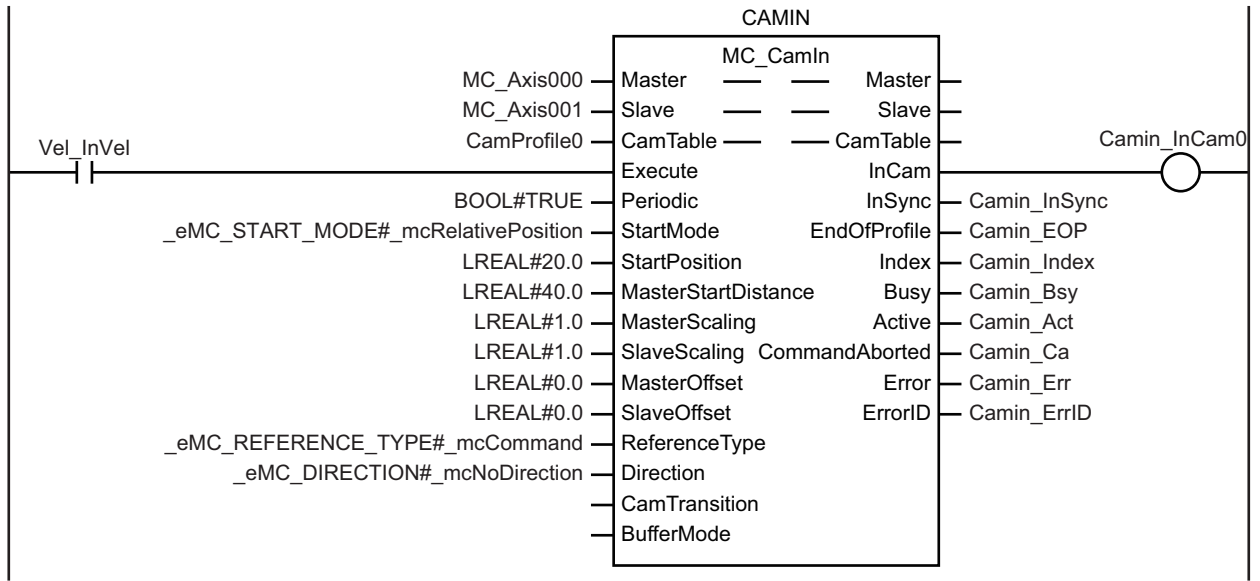 CAMIN
MC_CamIn
MC_Axis000 Master Master
MC_Axis001 Slave Slave
CamProfile0 CamTable CamTable
Vel_InVel Execute InCam Camin_InCam0
BOOL#TRUE Periodic InSync Camin_InSync
_eMC_START_MODE#_mcRelativePosition StartMode EndOfProfile Camin_EOP
LREAL#20.0 StartPosition Index Camin_Index
LREAL#40.0 MasterStartDistance Busy Camin_Bsy
LREAL#1.0 MasterScaling Active Camin_Act
LREAL#1.0 SlaveScaling CommandAborted Camin_Ca
LREAL#0.0 MasterOffset Error Camin_Err
LREAL#0.0 SlaveOffset ErrorID Camin_ErrID
_eMC_REFERENCE_TYPE#_mcCommand ReferenceType
_eMC_DIRECTION#_mcNoDirection Direction
CamTransition
BufferMode